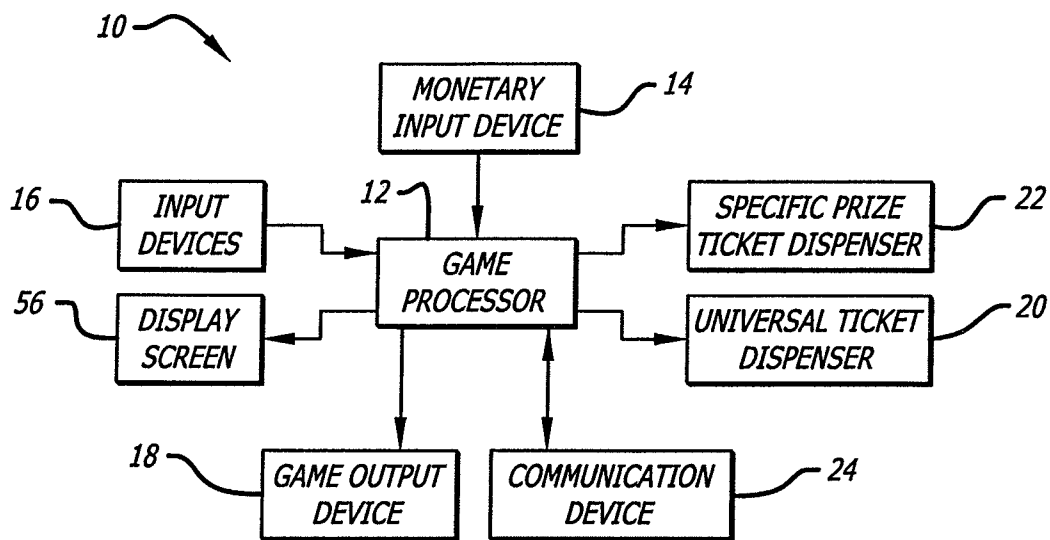 10
MONETARY
INPUT DEVICE
14
16
INPUT
DEVICES
12
GAME
PROCESSOR
SPECIFIC PRIZE
TICKET DISPENSER
22
56
DISPLAY
SCREEN
UNIVERSAL TICKET
DISPENSER
20
18
GAME OUTPUT
DEVICE
COMMUNICATION
DEVICE
24